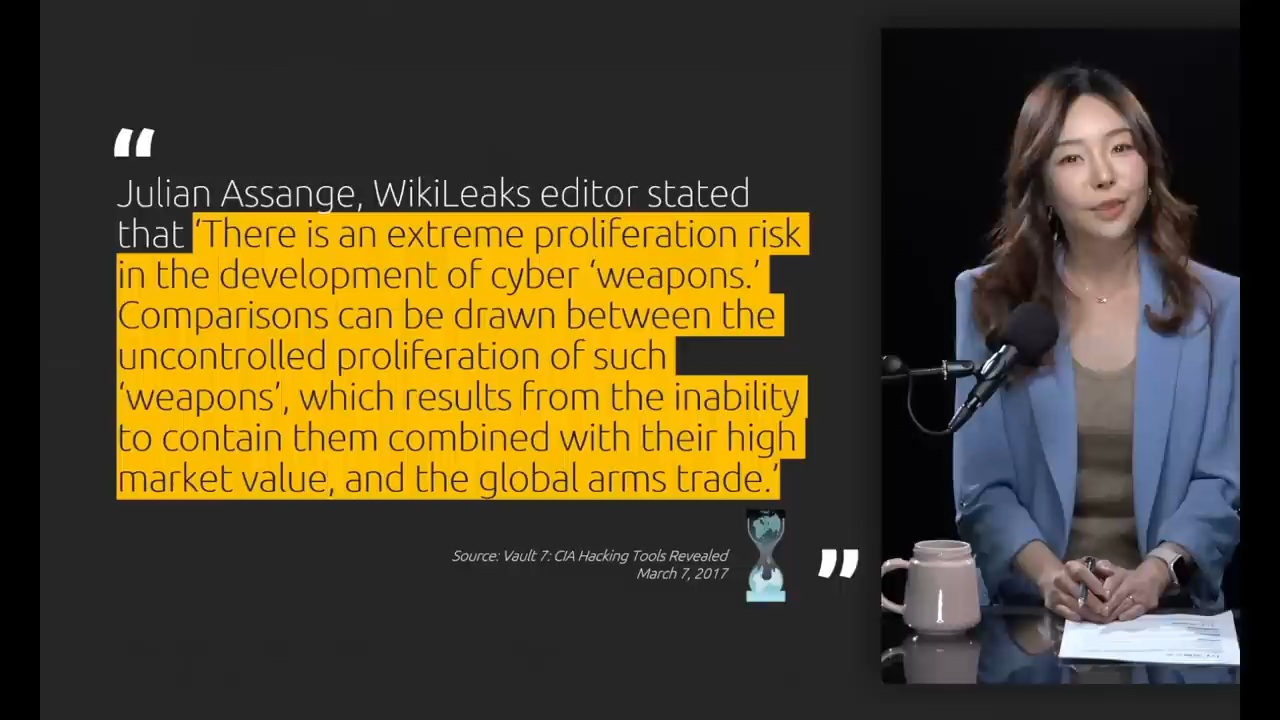 “
Julian Assange, WikiLeaks editor stated
that ‘There is an extreme proliferation risk
in the development of cyber ‘weapons.’
Comparisons can be drawn between the
uncontrolled proliferation of such
‘weapons’, which results from the inability
to contain them combined with their high
market value, and the global arms trade.’
Source: Vault 7: CIA Hacking Tools Revealed
March 7, 2017
”